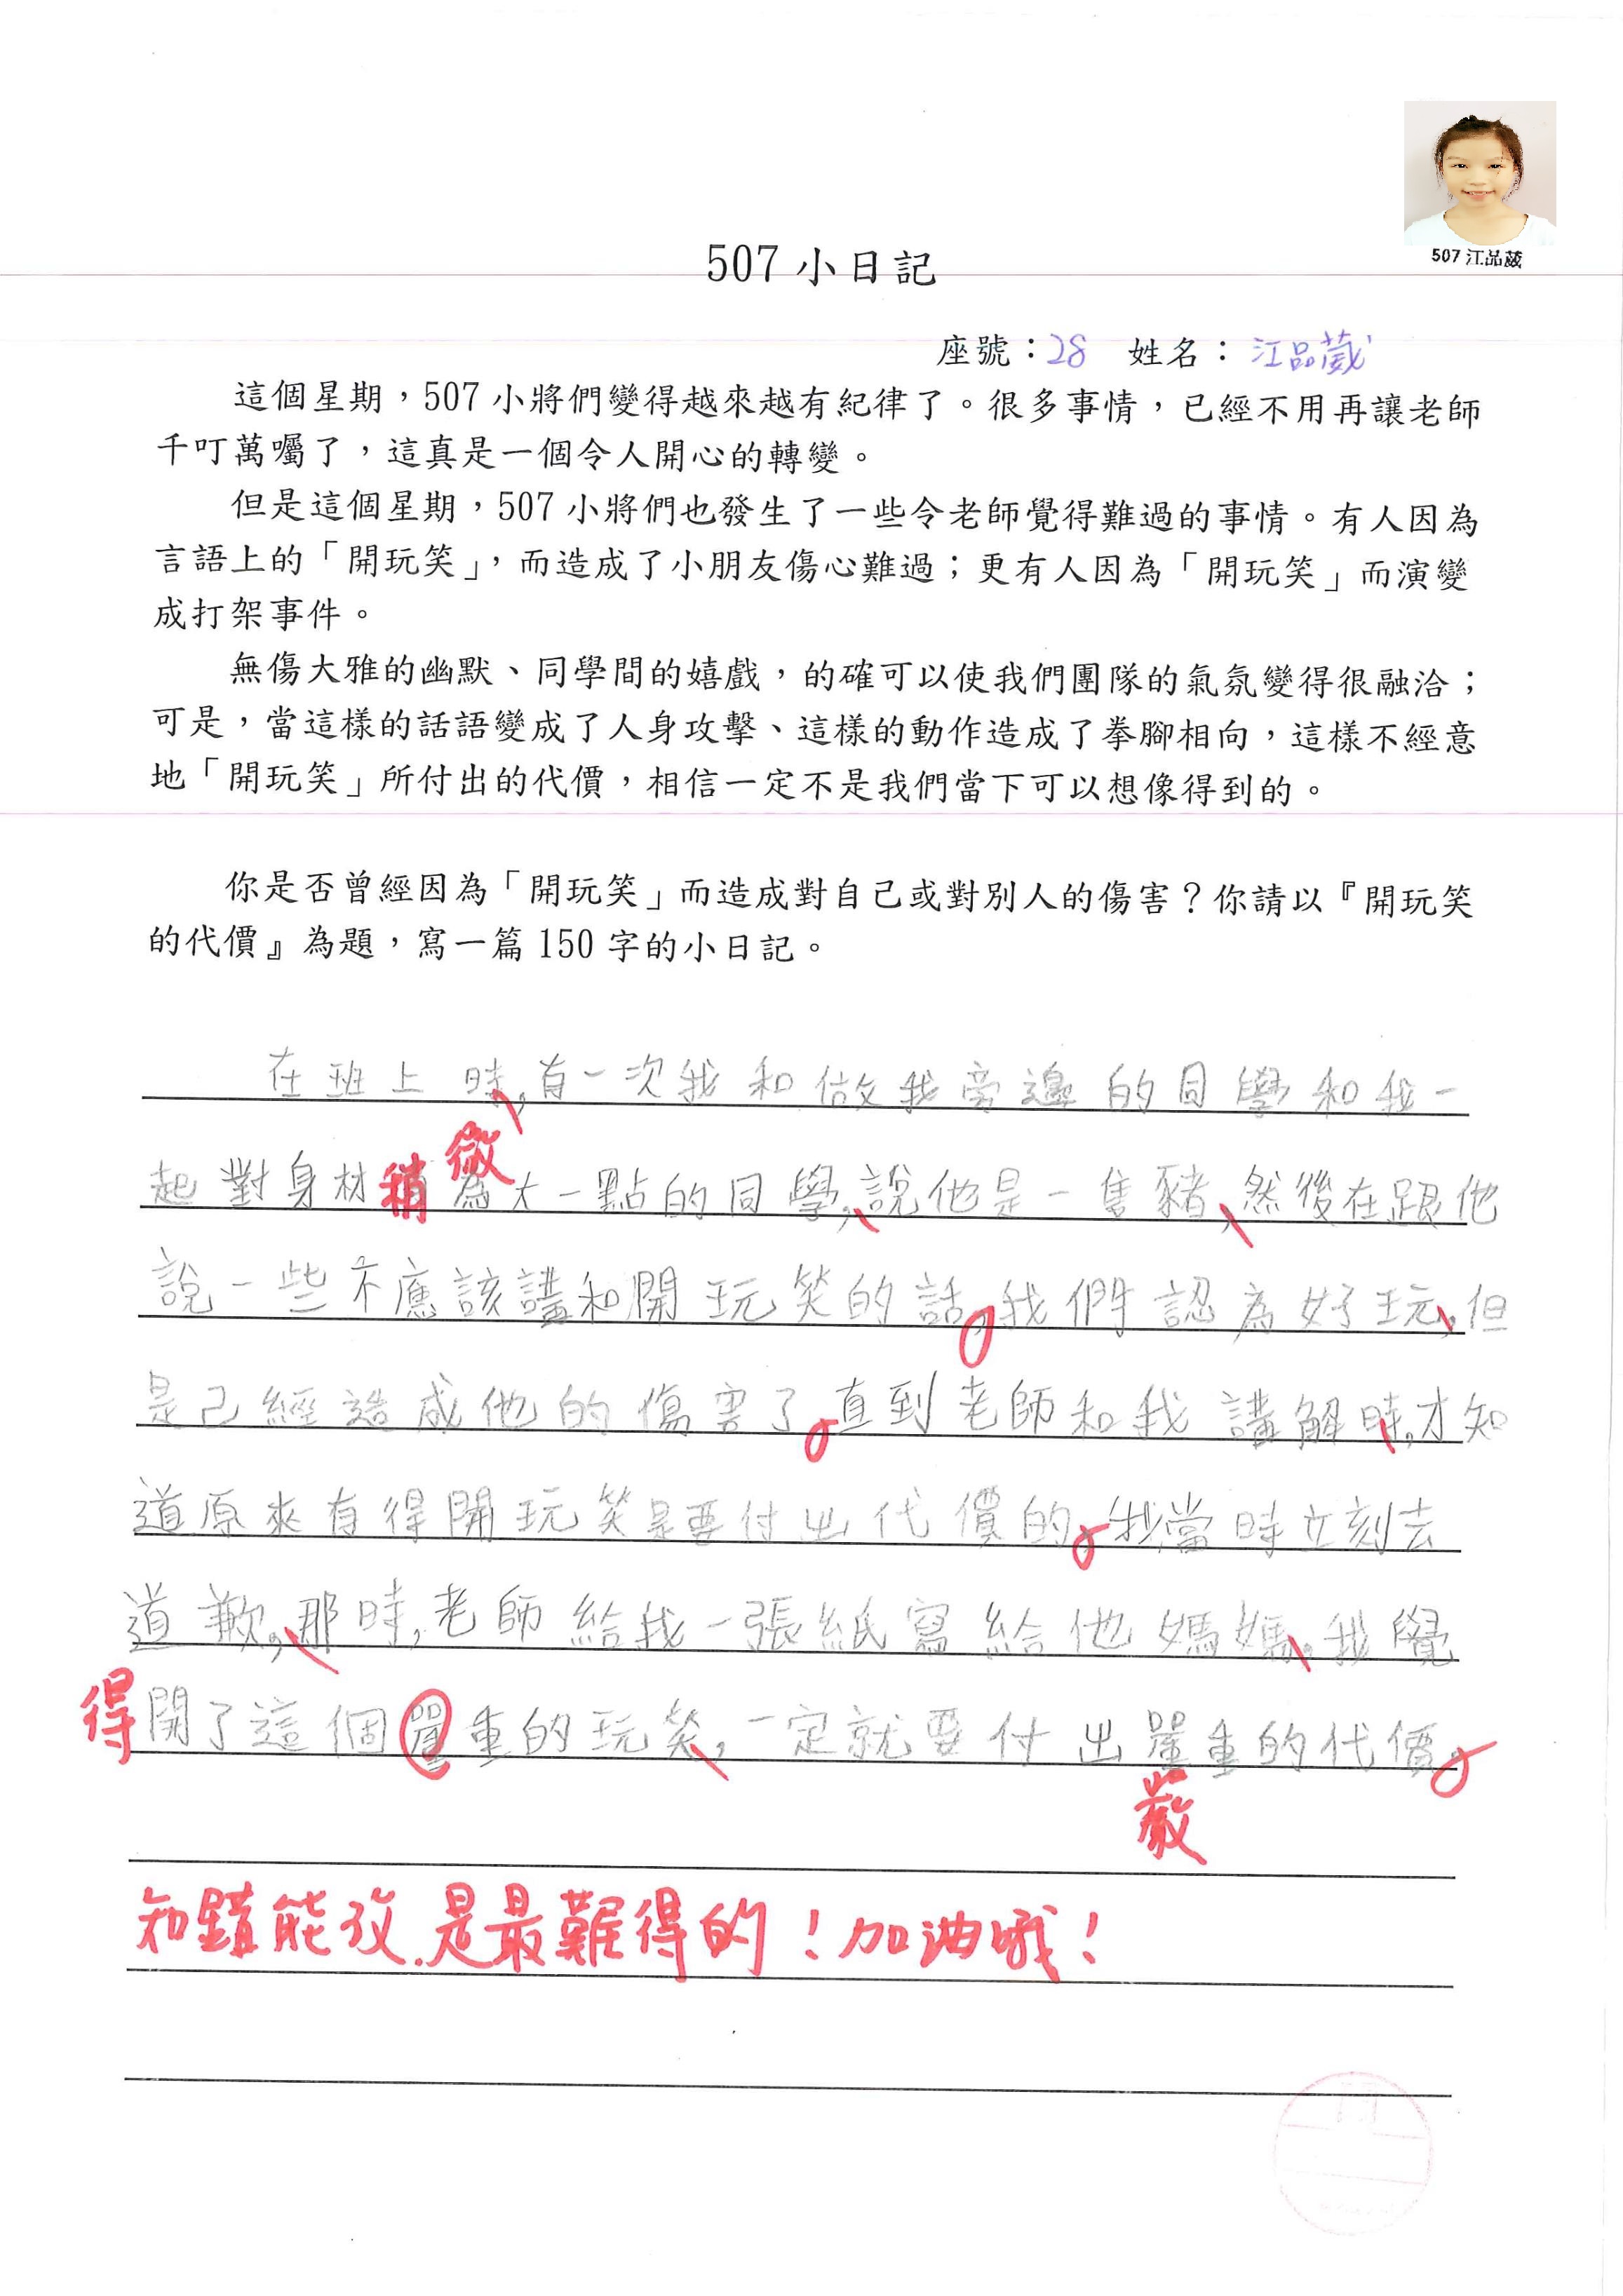 507 江品葳
507 小日記
座號：28 姓名：江品葳
這個星期，507 小將們變得越來越有紀律了。很多事情，已經不用再讓老師
千叮萬囑了，這真是一個令人開心的轉變。
但是這個星期，507 小將們也發生了一些令老師覺得難過的事情。有人因為
言語上的「開玩笑」，而造成了小朋友傷心難過；更有人因為「開玩笑」而演變
成打架事件。
無傷大雅的幽默、同學間的嬉戲，的確可以使我們團隊的氣氛變得很融洽；
可是，當這樣的話語變成了人身攻擊、這樣的動作造成了拳腳相向，這樣不經意
地「開玩笑」所付出的代價，相信一定不是我們當下可以想像得到的。
你是否曾經因為「開玩笑」而造成對自己或對別人的傷害？你請以『開玩笑
的代價』為題，寫一篇 150 字的小日記。
在班上時，有一次我和做我旁邊的同學和我一
微
起對身材稍為大一點的同學，說他是一隻豬，然後在跟他
說一些不應該講和開玩笑的話。我們認為好玩，但
是己經造成他的傷害了。直到老師和我講解時，才知
道原來有得開玩笑是要付出代價的。我當時立刻去
道歉，那時，老師給我一張紙寫給他媽媽，我覺
得開了這個嚴重的玩笑，一定就要付出嚴重的代價。
嚴
知錯能改，是最難得的！加油哦！